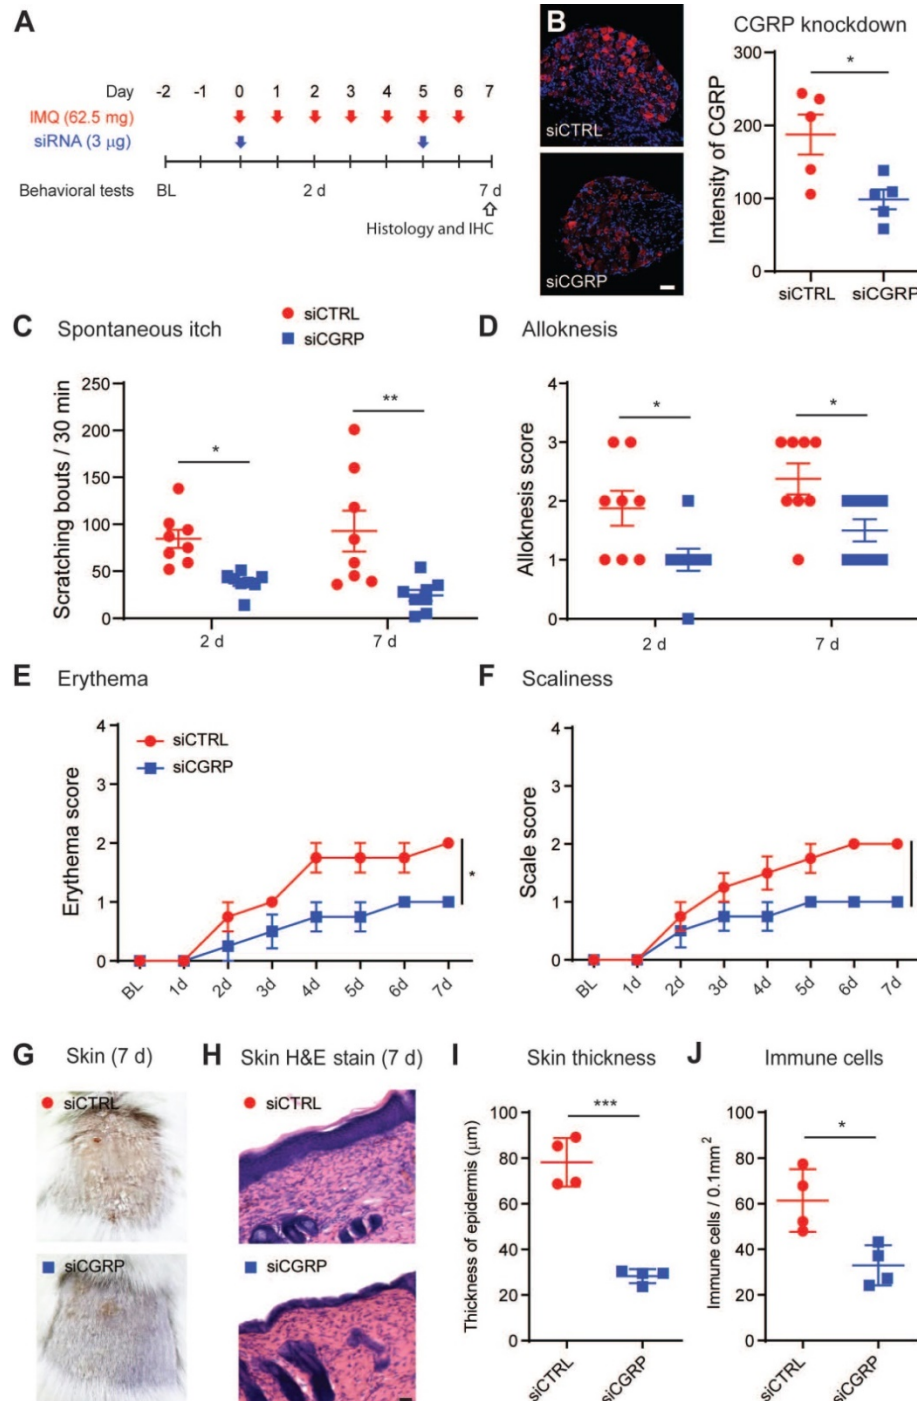 A
Day -2 -1 0 1 2 3 4 5 6 7
IMQ (62.5 mg)
siRNA (3 μg)
Behavioral tests BL 2 d 7 d
Histology and IHC
B CGRP knockdown
siCTRL
siCGRP
Intensity of CGRP
300
200
100
0
*
siCTRL siCGRP
C Spontaneous itch
siCTRL
siCGRP
Scratching bouts / 30 min
250
200
150
100
50
0
*
**
2 d 7 d
D Alloknesis
Alloknesis score
4
3
2
1
0
*
*
2 d 7 d
E Erythema
siCTRL
siCGRP
Erythema score
4
3
2
1
0
*
BL 1d 2d 3d 4d 5d 6d 7d
F Scaliness
Scale score
4
3
2
1
0
BL 1d 2d 3d 4d 5d 6d 7d
G Skin (7 d)
siCTRL
siCGRP
H Skin H&E stain (7 d)
siCTRL
siCGRP
I Skin thickness
Thickness of epidermis (μm)
100
80
60
40
20
0
***
siCTRL siCGRP
J Immune cells
Immune cells / 0.1mm²
100
80
60
40
20
0
*
siCTRL siCGRP